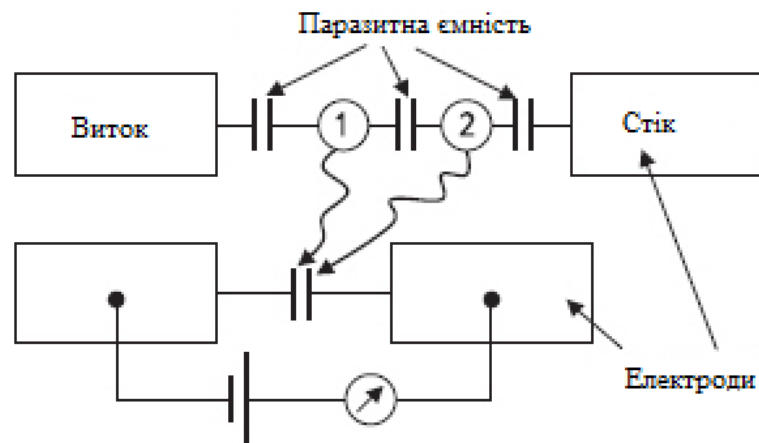 Паразитна ємність
Виток
1
2
Стік
Електроди